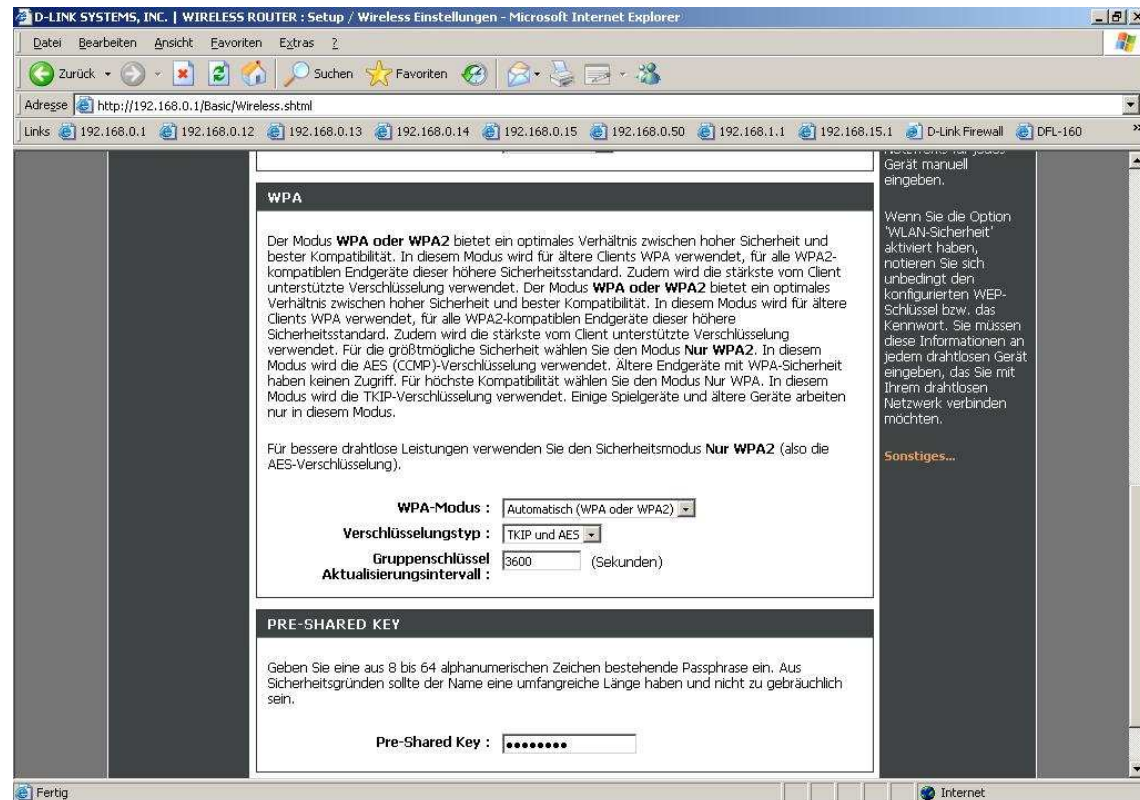 D-LINK SYSTEMS, INC. | WIRELESS ROUTER : Setup / Wireless Einstellungen - Microsoft Internet Explorer
Datei Bearbeiten Ansicht Favoriten Extras ?
Zurück Suchen Favoriten
Adresse http://192.168.0.1/Basic/Wireless.shtml
Links 192.168.0.1 192.168.0.12 192.168.0.13 192.168.0.14 192.168.0.15 192.168.0.50 192.168.1.1 192.168.15.1 D-Link Firewall DFL-160 »
WPA
Der Modus WPA oder WPA2 bietet ein optimales Verhältnis zwischen hoher Sicherheit und
bester Kompatibilität. In diesem Modus wird für ältere Clients WPA verwendet, für alle WPA2-
kompatiblen Endgeräte dieser höhere Sicherheitsstandard. Zudem wird die stärkste vom Client
unterstützte Verschlüsselung verwendet. Der Modus WPA oder WPA2 bietet ein optimales
Verhältnis zwischen hoher Sicherheit und bester Kompatibilität. In diesem Modus wird für ältere
Clients WPA verwendet, für alle WPA2-kompatiblen Endgeräte dieser höhere
Sicherheitsstandard. Zudem wird die stärkste vom Client unterstützte Verschlüsselung
verwendet. Für die größtmögliche Sicherheit wählen Sie den Modus Nur WPA2. In diesem
Modus wird die AES (CCMP)-Verschlüsselung verwendet. Ältere Endgeräte mit WPA-Sicherheit
haben keinen Zugriff. Für höchste Kompatibilität wählen Sie den Modus Nur WPA. In diesem
Modus wird die TKIP-Verschlüsselung verwendet. Einige Spielgeräte und ältere Geräte arbeiten
nur in diesem Modus.
Für bessere drahtlose Leistungen verwenden Sie den Sicherheitsmodus Nur WPA2 (also die
AES-Verschlüsselung).
WPA-Modus : Automatisch (WPA oder WPA2)
Verschlüsselungstyp : TKIP und AES
Gruppenschlüssel
Aktualisierungsintervall : 3600 (Sekunden)
PRE-SHARED KEY
Geben Sie eine aus 8 bis 64 alphanumerischen Zeichen bestehende Passphrase ein. Aus
Sicherheitsgründen sollte der Name eine umfangreiche Länge haben und nicht zu gebräuchlich
sein.
Pre-Shared Key : ••••••••
Gerät manuell
eingeben.
Wenn Sie die Option
'WLAN-Sicherheit'
aktiviert haben,
notieren Sie sich
unbedingt den
konfigurierten WEP-
Schlüssel bzw. das
Kennwort. Sie müssen
diese Informationen an
jedem drahtlosen Gerät
eingeben, das Sie mit
Ihrem drahtlosen
Netzwerk verbinden
möchten.
Sonstiges...
Fertig
Internet